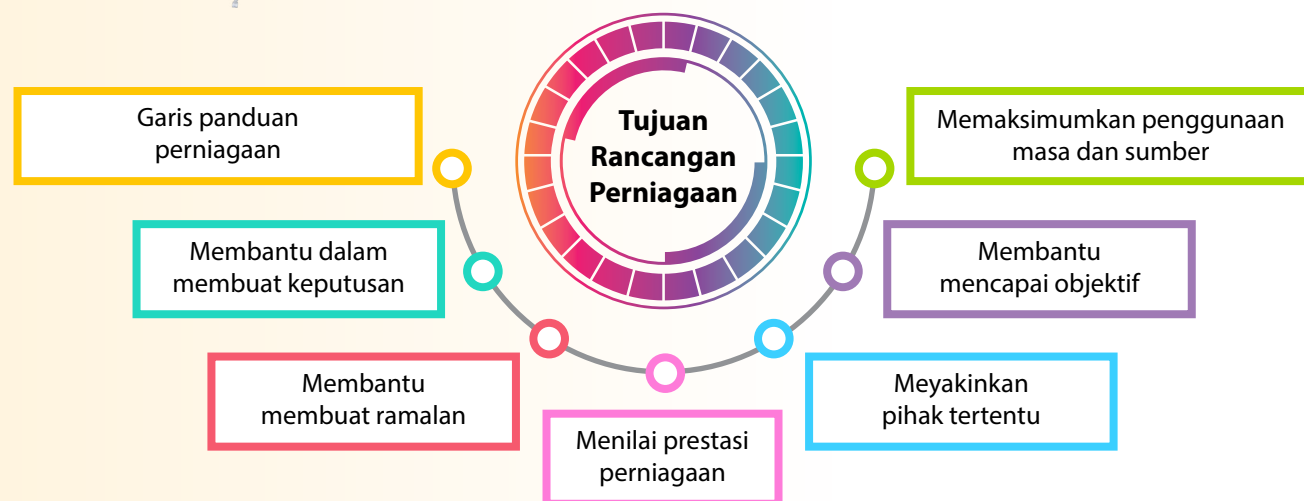 Tujuan
Rancangan
Perniagaan
Garis panduan
perniagaan
Membantu dalam
membuat keputusan
Membantu
membuat ramalan
Menilai prestasi
perniagaan
Meyakinkan
pihak tertentu
Membantu
mencapai objektif
Memaksimumkan penggunaan
masa dan sumber